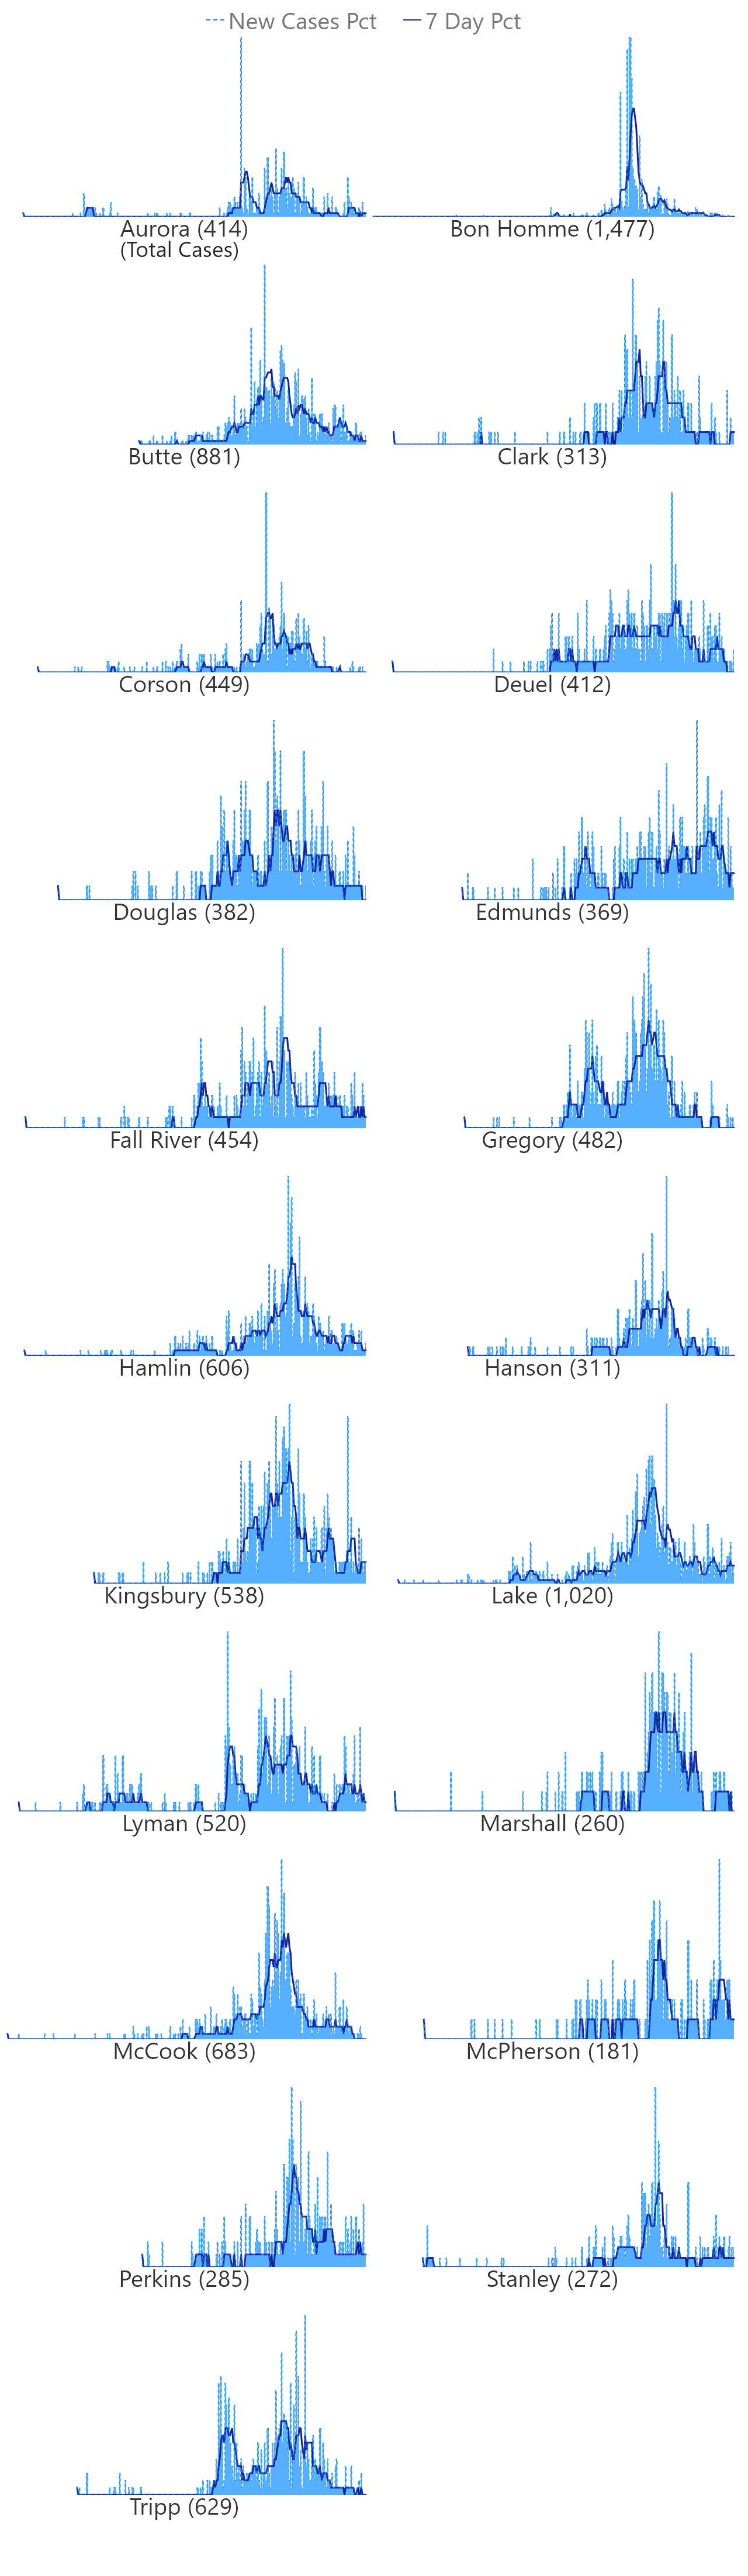 New Cases Pct 7 Day Pct
Aurora (414) Bon Homme (1,477)
(Total Cases)
Butte (881) Clark (313)
Corson (449) Deuel (412)
Douglas (382) Edmunds (369)
Fall River (454) Gregory (482)
Hamlin (606) Hanson (311)
Kingsbury (538) Lake (1,020)
Lyman (520) Marshall (260)
McCook (683) McPherson (181)
Perkins (285) Stanley (272)
Tripp (629)